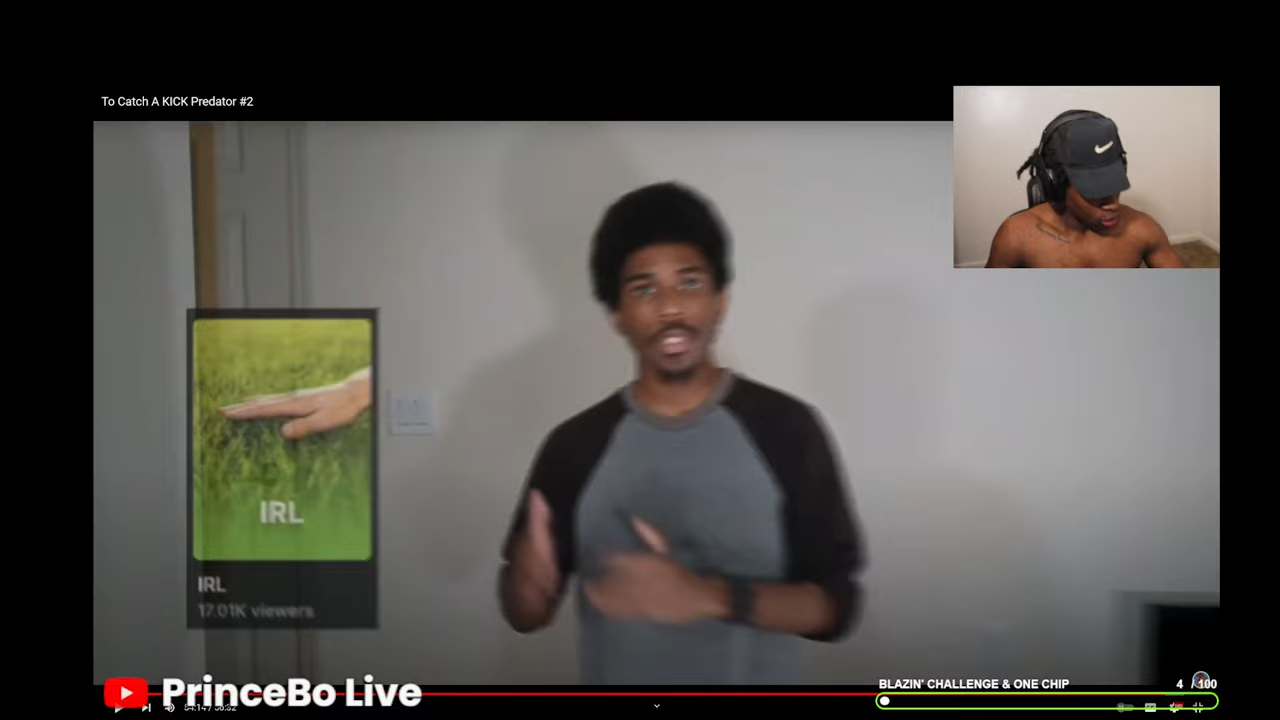 To Catch A KICK Predator #2
IRL
IRL
17.01K viewers
PrinceBo Live
BLAZIN' CHALLENGE & ONE CHIP 4 / 100